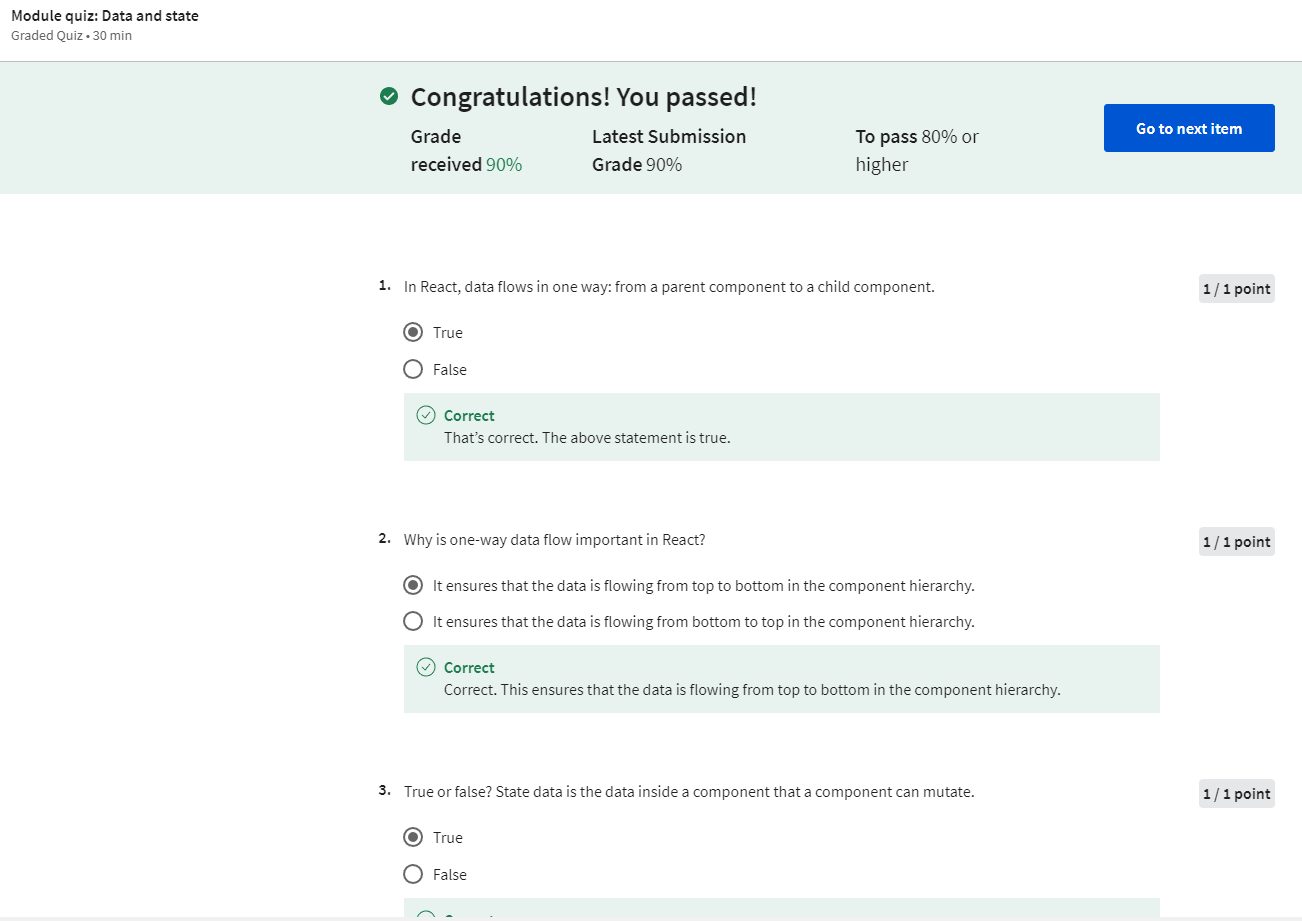 Module quiz: Data and state
Graded Quiz • 30 min
Congratulations! You passed!
Grade received 90%
Latest Submission Grade 90%
To pass 80% or higher
Go to next item
1. In React, data flows in one way: from a parent component to a child component.
1 / 1 point
True
False
Correct
That’s correct. The above statement is true.
2. Why is one-way data flow important in React?
1 / 1 point
It ensures that the data is flowing from top to bottom in the component hierarchy.
It ensures that the data is flowing from bottom to top in the component hierarchy.
Correct
Correct. This ensures that the data is flowing from top to bottom in the component hierarchy.
3. True or false? State data is the data inside a component that a component can mutate.
1 / 1 point
True
False